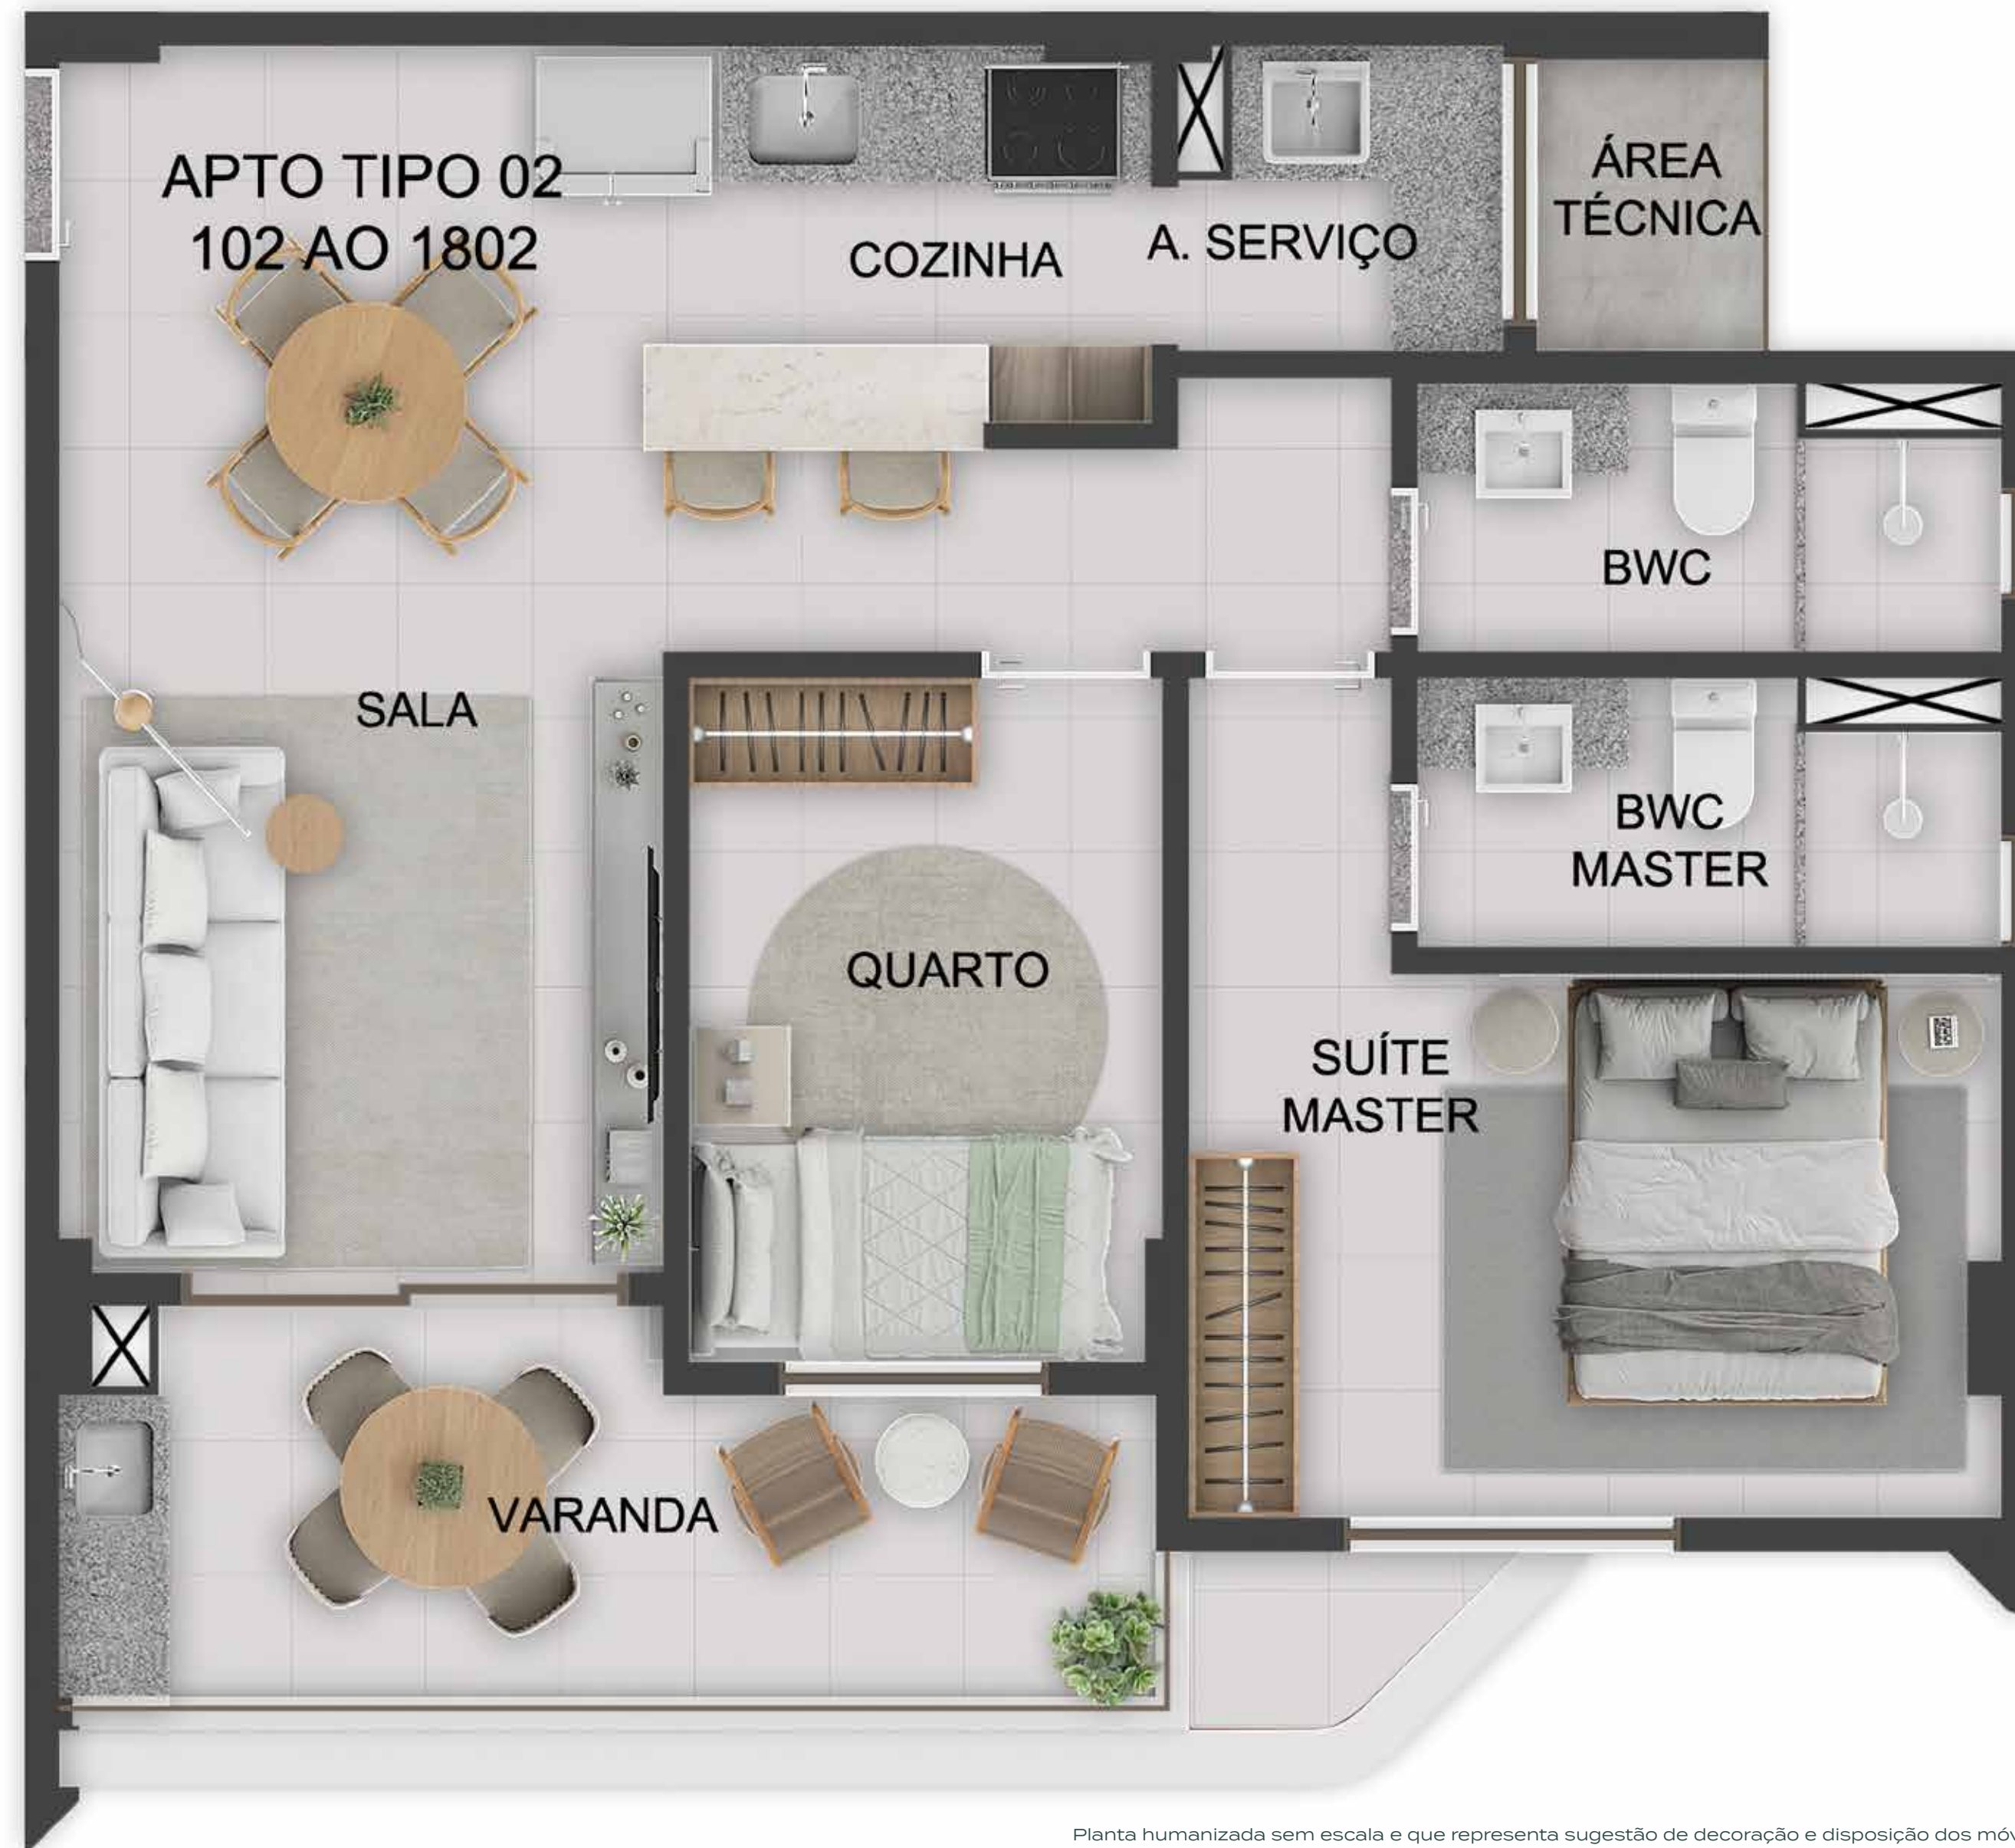 APTO TIPO 02
102 AO 1802
COZINHA
A. SERVIÇO
ÁREA
TÉCNICA
BWC
SALA
BWC
MASTER
QUARTO
SUÍTE
MASTER
VARANDA
Planta humanizada sem escala e que representa sugestão de decoração e disposição dos mó